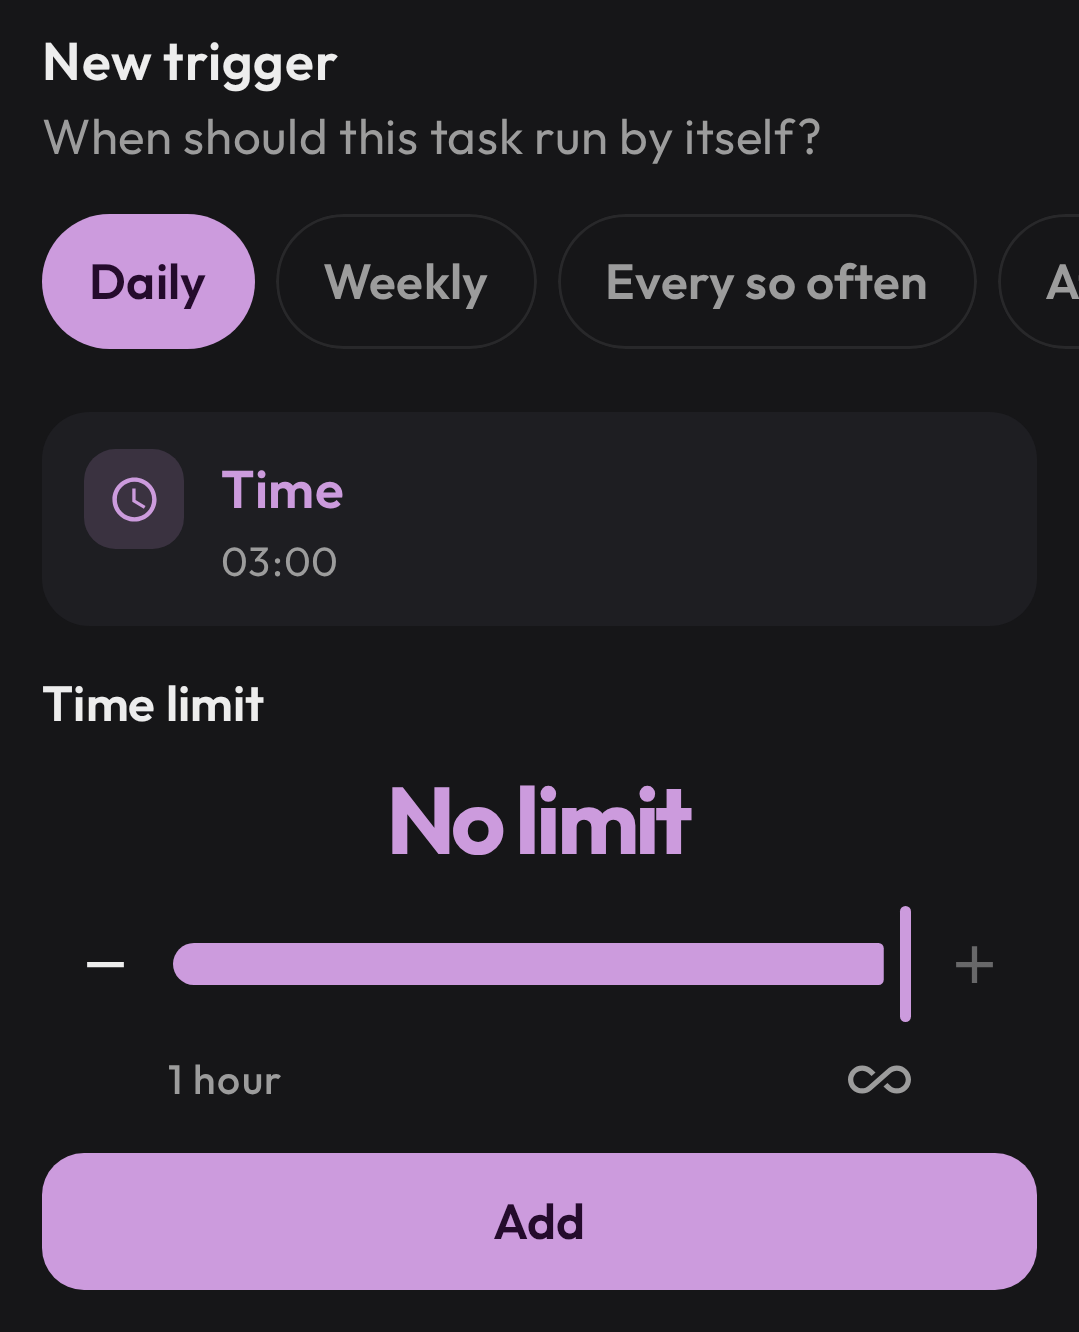 New trigger
When should this task run by itself?
Daily Weekly Every so often A
Time
03:00
Time limit
No limit
1 hour ∞
Add